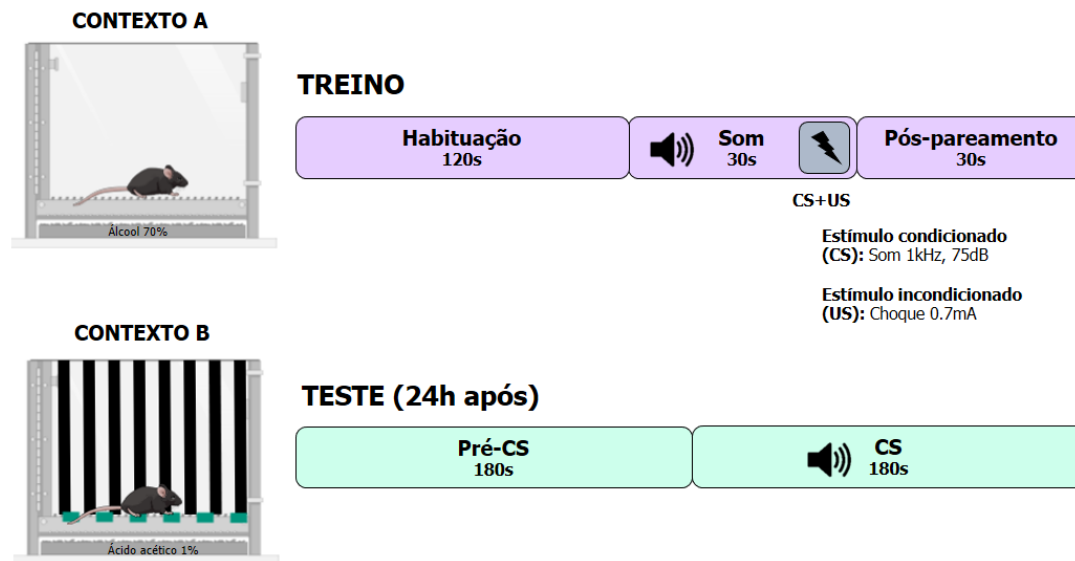 CONTEXTO A
Álcool 70%
TREINO
Habituação
120s
Som
30s
Pós-pareamento
30s
CS+US
Estímulo condicionado
(CS): Som 1kHz, 75dB
Estímulo incondicionado
(US): Choque 0.7mA
CONTEXTO B
Ácido acético 1%
TESTE (24h após)
Pré-CS
180s
CS
180s